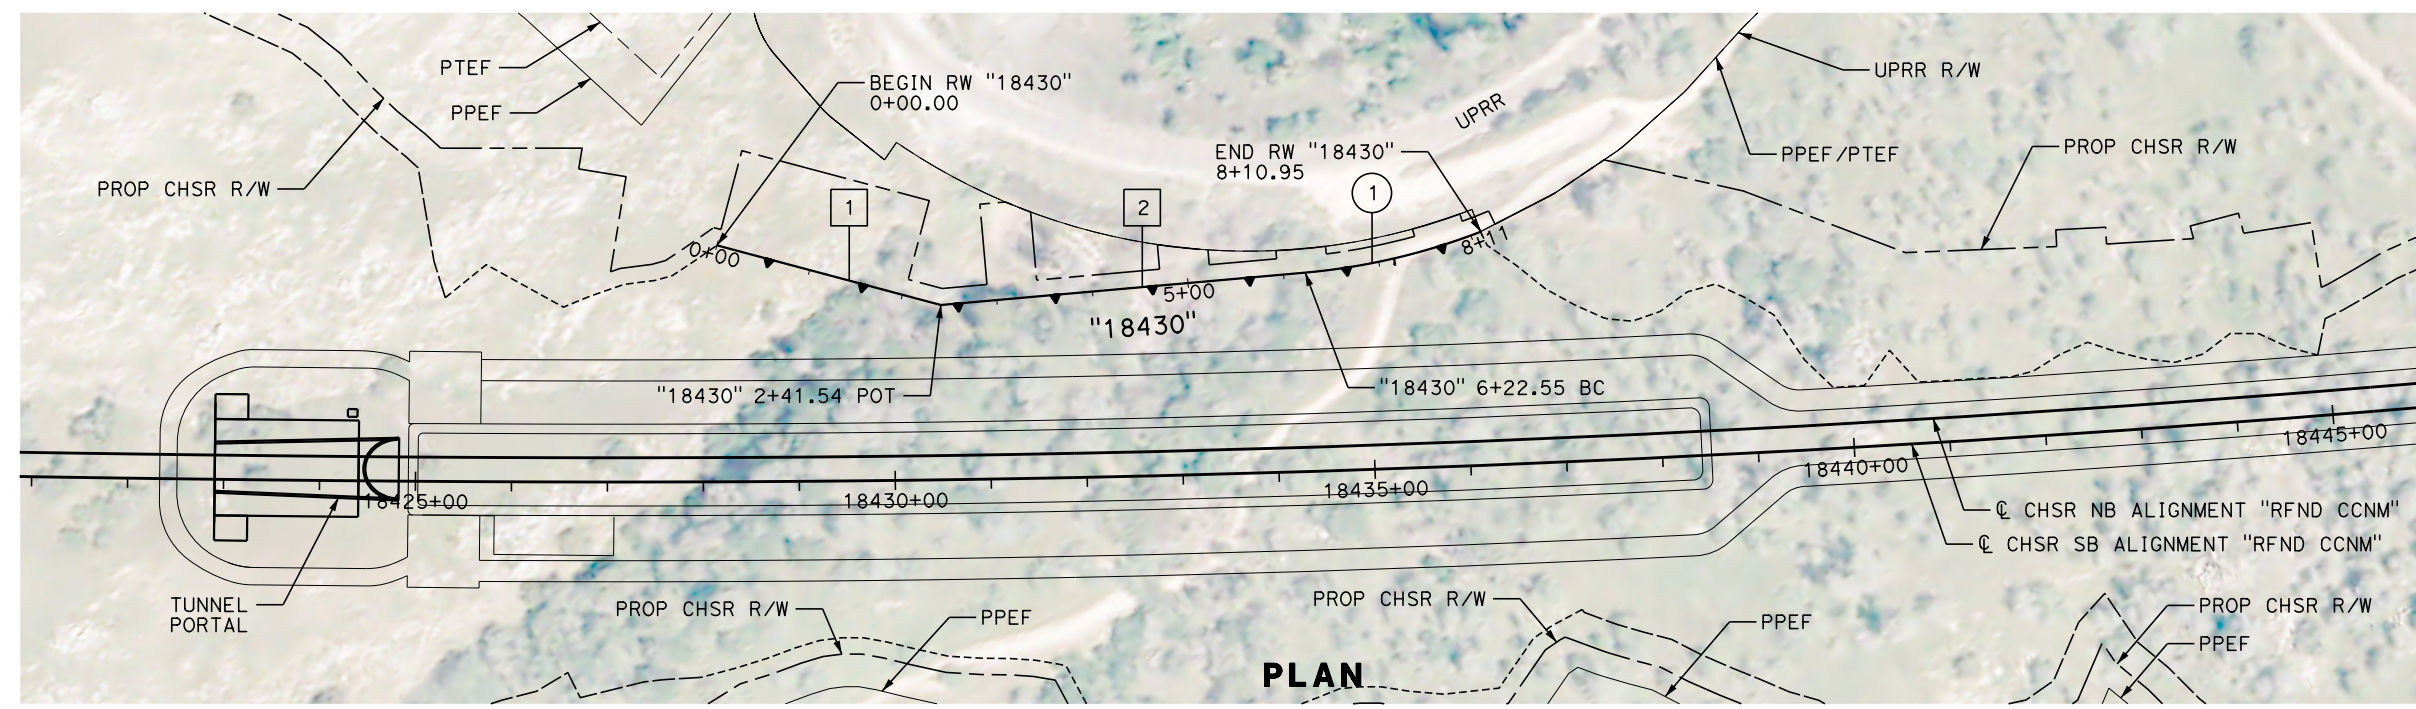 PTEF
PPEF
PROP CHSR R/W
BEGIN RW "18430"
0+00.00
UPRR
UPRR R/W
END RW "18430"
8+10.95
PPEF/PTEF
PROP CHSR R/W
1
2
1
0+00
5+00
8+11
"18430"
"18430" 2+41.54 POT
"18430" 6+22.55 BC
18425+00
18430+00
18435+00
18440+00
18445+00
℄ CHSR NB ALIGNMENT "RFND CCNM"
℄ CHSR SB ALIGNMENT "RFND CCNM"
TUNNEL
PORTAL
PROP CHSR R/W
PPEF
PROP CHSR R/W
PPEF
PROP CHSR R/W
PPEF
PLAN